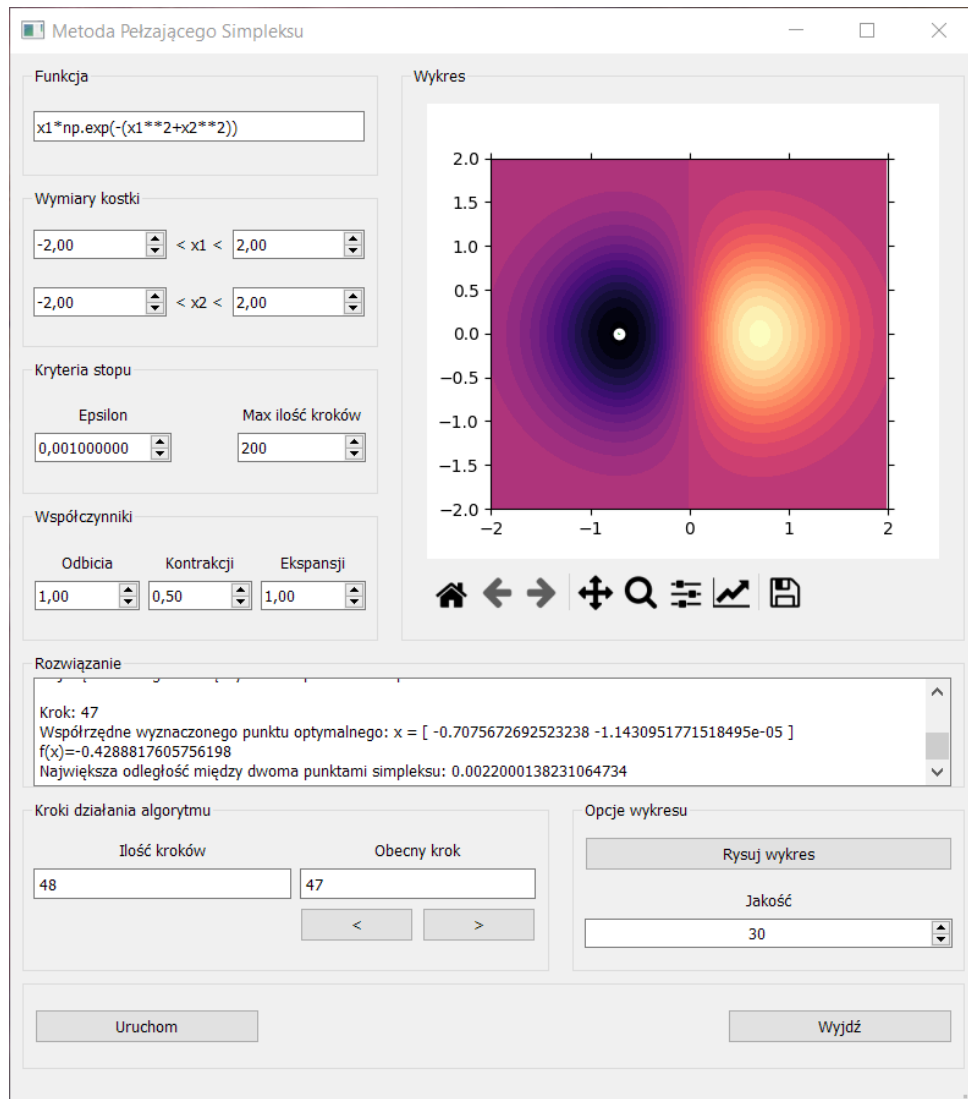 Metoda Pełzającego Simpleksu
Funkcja
x1*np.exp(-(x1**2+x2**2))
Wymiary kostki
-2,00 < x1 < 2,00
-2,00 < x2 < 2,00
Kryteria stopu
Epsilon Max ilość kroków
0,001000000 200
Współczynniki
Odbicia Kontrakcji Ekspansji
1,00 0,50 1,00
Wykres
2.0
1.5
1.0
0.5
0.0
−0.5
−1.0
−1.5
−2.0
−2 −1 0 1 2
Rozwiązanie
Krok: 47
Współrzędne wyznaczonego punktu optymalnego: x = [ -0.7075672692523238 -1.1430951771518495e-05 ]
f(x)=-0.4288817605756198
Największa odległość między dwoma punktami simpleksu: 0.0022000138231064734
Kroki działania algorytmu
Ilość kroków Obecny krok
48 47
< >
Opcje wykresu
Rysuj wykres
Jakość
30
Uruchom Wyjdź